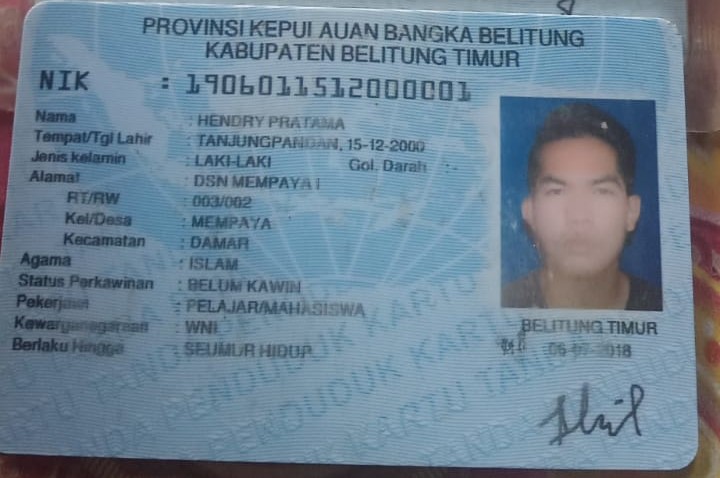 PROVINSI KEPULAUAN BANGKA BELITUNG
KABUPATEN BELITUNG TIMUR
NIK : 1906011512000001
Nama : HENDRY PRATAMA
Tempat/Tgl Lahir : TANJUNGPANDAN, 15-12-2000
Jenis kelamin : LAKI-LAKI Gol. Darah : -
Alamat : DSN MEMPAYA I
RT/RW : 003/002
Kel/Desa : MEMPAYA
Kecamatan : DAMAR
Agama : ISLAM
Status Perkawinan : BELUM KAWIN
Pekerjaan : PELAJAR/MAHASISWA
Kewarganegaraan : WNI
Berlaku Hingga : SEUMUR HIDUP
BELITUNG TIMUR
2018